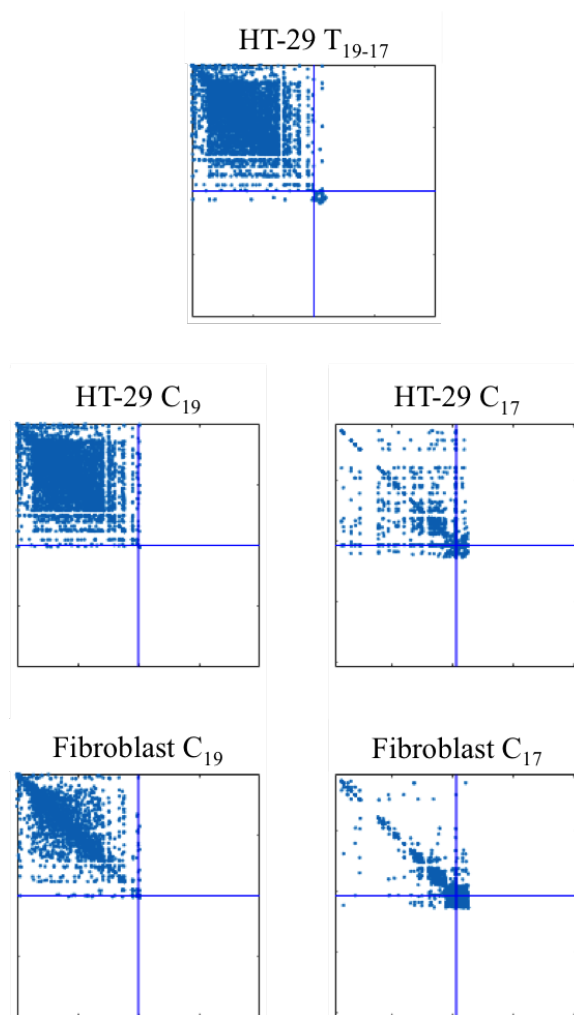 HT-29 T₁₉₋₁₇
HT-29 C₁₉
HT-29 C₁₇
Fibroblast C₁₉
Fibroblast C₁₇